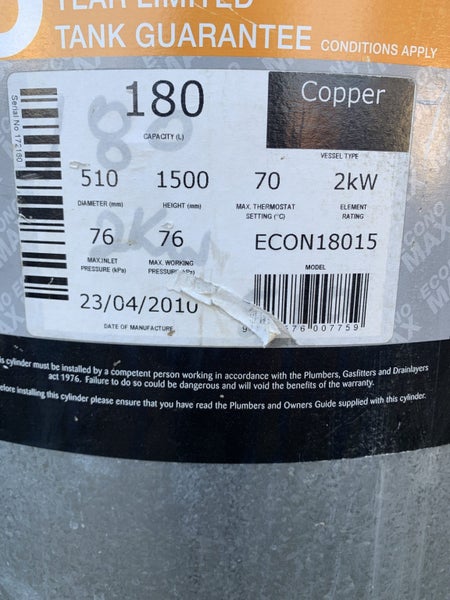 YEAR LIMITED
TANK GUARANTEE CONDITIONS APPLY
Serial No 172180
180
CAPACITY (L)
Copper
VESSEL TYPE
510
DIAMETER (mm)
1500
HEIGHT (mm)
70
MAX. THERMOSTAT
SETTING (°C)
2kW
ELEMENT
RATING
76
MAX.INLET
PRESSURE (kPa)
76
MAX. WORKING
PRESSURE (kPa)
ECON18015
MODEL
23/04/2010
DATE OF MANUFACTURE
76 007759
is cylinder must be installed by a competent person working in accordance with the Plumbers, Gasfitters and Drainlayers
act 1976. Failure to do so could be dangerous and will void the benefits of the warranty.
efore installing this cylinder please ensure that you have read the Plumbers and Owners Guide supplied with this cylinder.